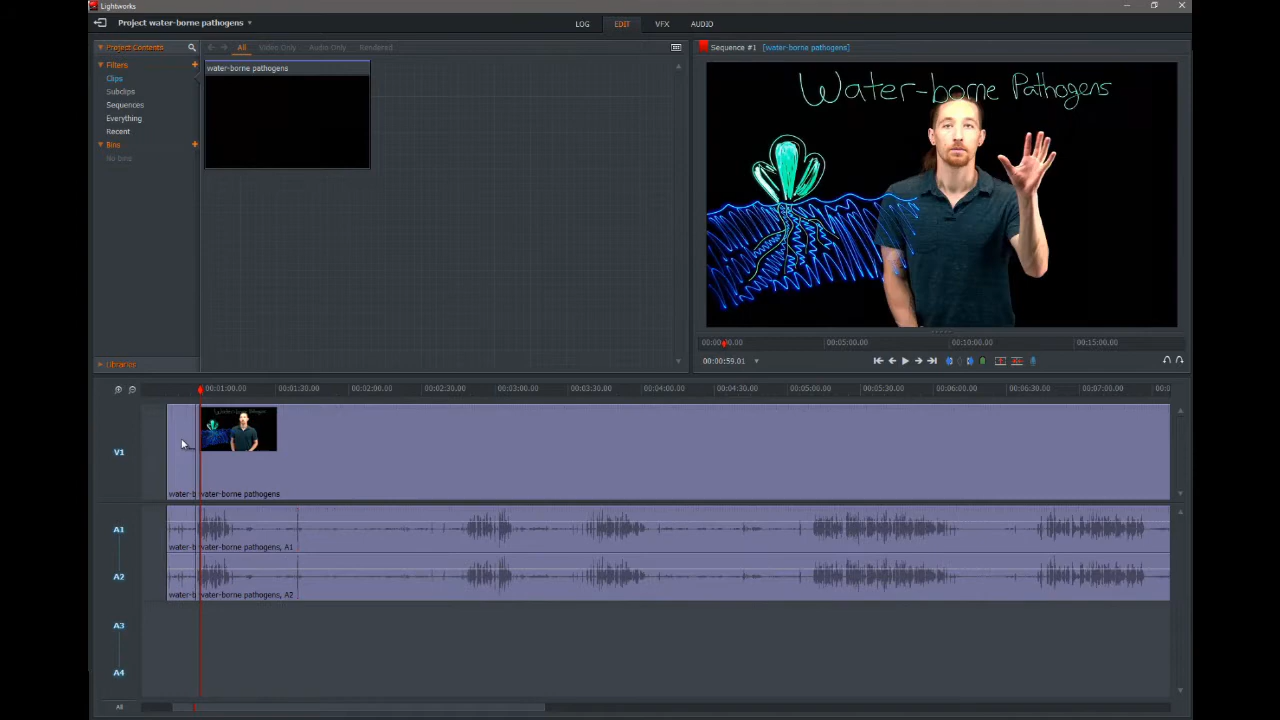 Lightworks
Project water-borne pathogens
LOG EDIT VFX AUDIO
Project Contents
Filters
Clips
Subclips
Sequences
Everything
Recent
Bins
No bins
Libraries
All Video Only Audio Only Rendered
water-borne pathogens
Sequence #1 [water-borne pathogens]
Water-borne Pathogens
00:05:00.00 00:10:00.00 00:15:00.00
00:00:59.01
00:01:00.00 00:01:30.00 00:02:00.00 00:02:30.00 00:03:00.00 00:03:30.00 00:04:00.00 00:04:30.00 00:05:00.00 00:05:30.00 00:06:00.00 00:06:30.00 00:07:00.00
V1
water-b water-borne pathogens
A1
water-b water-borne pathogens, A1
A2
water-b water-borne pathogens, A2
A3
A4
All